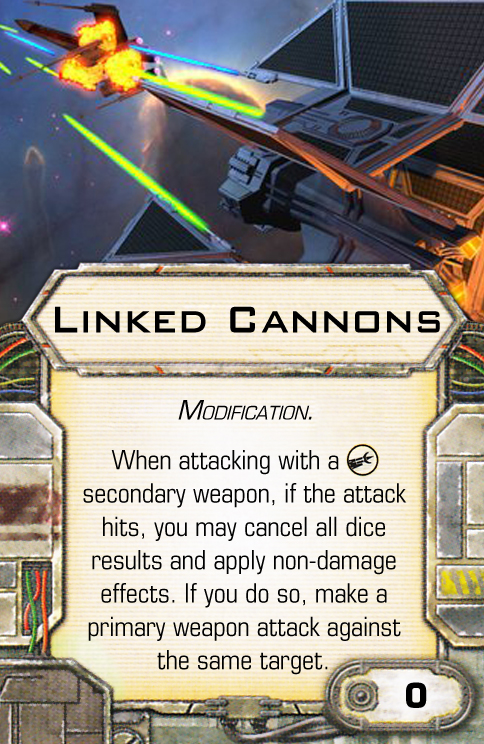 Linked Cannons
Modification.
When attacking with a
secondary weapon, if the attack
hits, you may cancel all dice
results and apply non-damage
effects. If you do so, make a
primary weapon attack against
the same target.
0